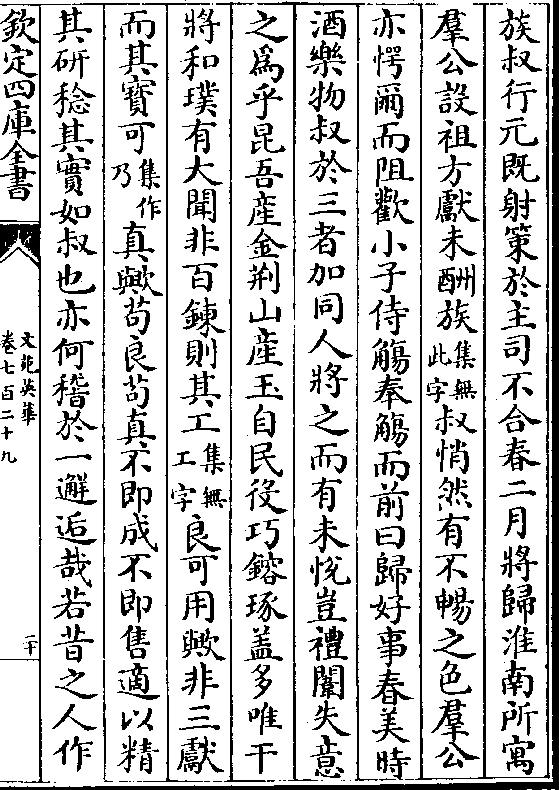 族叔行元既射策於主司不合春二月將歸淮南所寓
羣公設祖方獻未酬族集無此字叔悄然有不暢之色羣公
亦愕爾而阻歡小子侍觴奉觴而前曰歸好事春美時
酒樂物叔於三者加同人將之而有未悅豈禮闈失意
之為乎昆吾產金荆山產玉自民役巧鎔琢盖多唯干
將和璞有大聞非百鍊則其工集無工字良可用歟非三獻
而其寳可集作乃真歟苟良苟真不即成不即售適以精
其研稔其實如叔也亦何稽於一邂逅哉若昔之人作
欽定四庫全書
文苑英華
卷七百二十九
二十